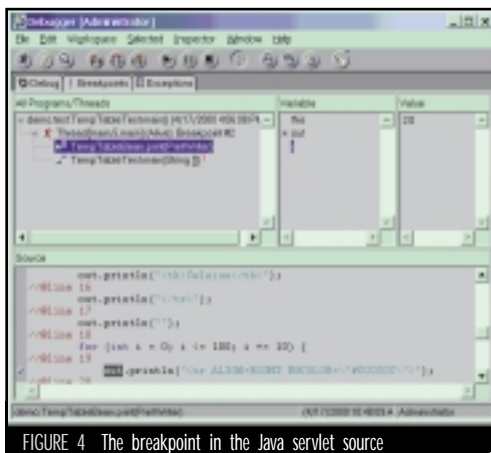 Debugger [Administrator]
File Edit Workspace Selected Inspector Window Help
Debug Breakpoints Exceptions
All Programs/Threads
Variable
Value
this
20
out
Source
out.println("<th>Celsius</th>");
//@line 16
out.println("</tr>");
//@line 17
out.println("");
//@line 18
for (int i = 0; i <= 100; i += 10) {
//@line 19
out.println("<tr ALIGN=RIGHT BGCOLOR=\"#CCCCCC\">");
//@line 20
Administrator
FIGURE 4 The breakpoint in the Java servlet source